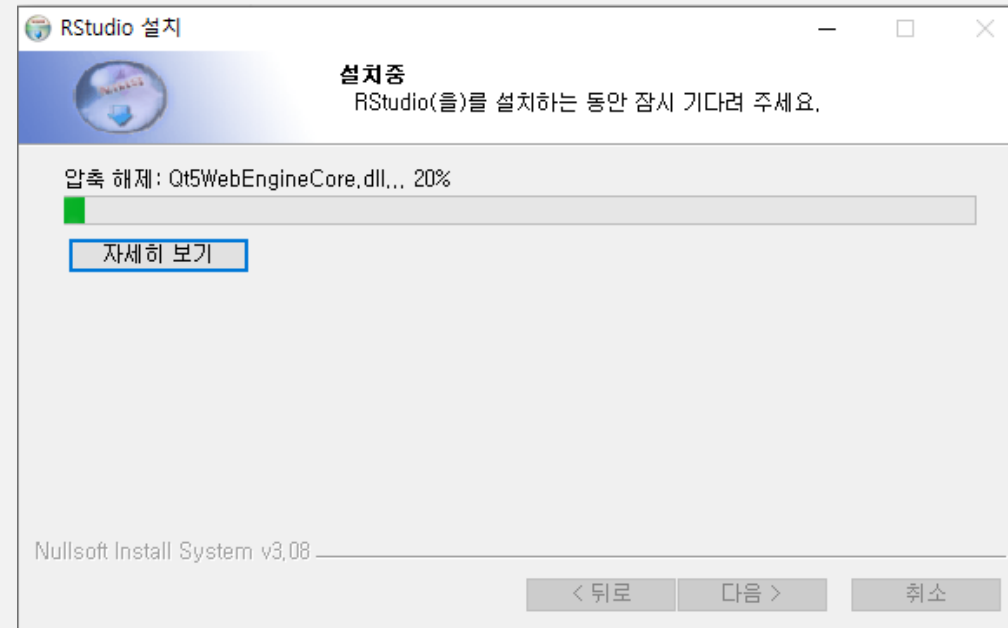 RStudio 설치
설치중
RStudio(을)를 설치하는 동안 잠시 기다려 주세요.
압축 해제: Qt5WebEngineCore.dll... 20%
자세히 보기
Nullsoft Install System v3.08
< 뒤로
다음 >
취소